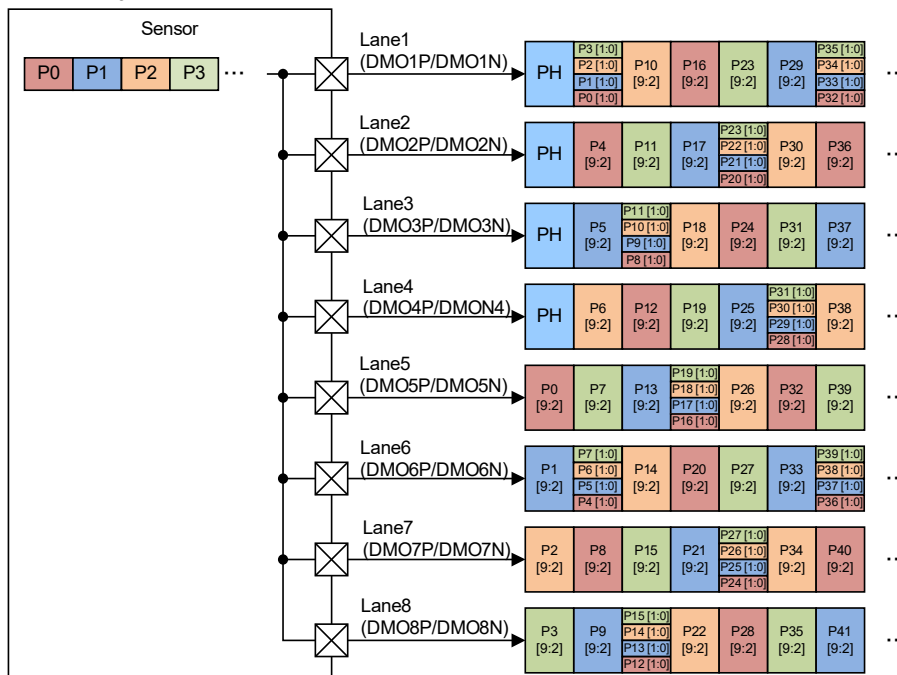 Sensor
P0 P1 P2 P3 ...
Lane1
(DMO1P/DMO1N)
PH
P3 [1:0]
P2 [1:0]
P1 [1:0]
P0 [1:0]
P10
[9:2]
P16
[9:2]
P23
[9:2]
P29
[9:2]
P35 [1:0]
P34 [1:0]
P33 [1:0]
P32 [1:0]
...
Lane2
(DMO2P/DMO2N)
PH
P4
[9:2]
P11
[9:2]
P17
[9:2]
P23 [1:0]
P22 [1:0]
P21 [1:0]
P20 [1:0]
P30
[9:2]
P36
[9:2]
...
Lane3
(DMO3P/DMO3N)
PH
P5
[9:2]
P11 [1:0]
P10 [1:0]
P9 [1:0]
P8 [1:0]
P18
[9:2]
P24
[9:2]
P31
[9:2]
P37
[9:2]
...
Lane4
(DMO4P/DMON4)
PH
P6
[9:2]
P12
[9:2]
P19
[9:2]
P25
[9:2]
P31 [1:0]
P30 [1:0]
P29 [1:0]
P28 [1:0]
P38
[9:2]
...
Lane5
(DMO5P/DMO5N)
P0
[9:2]
P7
[9:2]
P13
[9:2]
P19 [1:0]
P18 [1:0]
P17 [1:0]
P16 [1:0]
P26
[9:2]
P32
[9:2]
P39
[9:2]
...
Lane6
(DMO6P/DMO6N)
P1
[9:2]
P7 [1:0]
P6 [1:0]
P5 [1:0]
P4 [1:0]
P14
[9:2]
P20
[9:2]
P27
[9:2]
P33
[9:2]
P39 [1:0]
P38 [1:0]
P37 [1:0]
P36 [1:0]
...
Lane7
(DMO7P/DMO7N)
P2
[9:2]
P8
[9:2]
P15
[9:2]
P21
[9:2]
P27 [1:0]
P26 [1:0]
P25 [1:0]
P24 [1:0]
P34
[9:2]
P40
[9:2]
...
Lane8
(DMO8P/DMO8N)
P3
[9:2]
P9
[9:2]
P15 [1:0]
P14 [1:0]
P13 [1:0]
P12 [1:0]
P22
[9:2]
P28
[9:2]
P35
[9:2]
P41
[9:2]
...